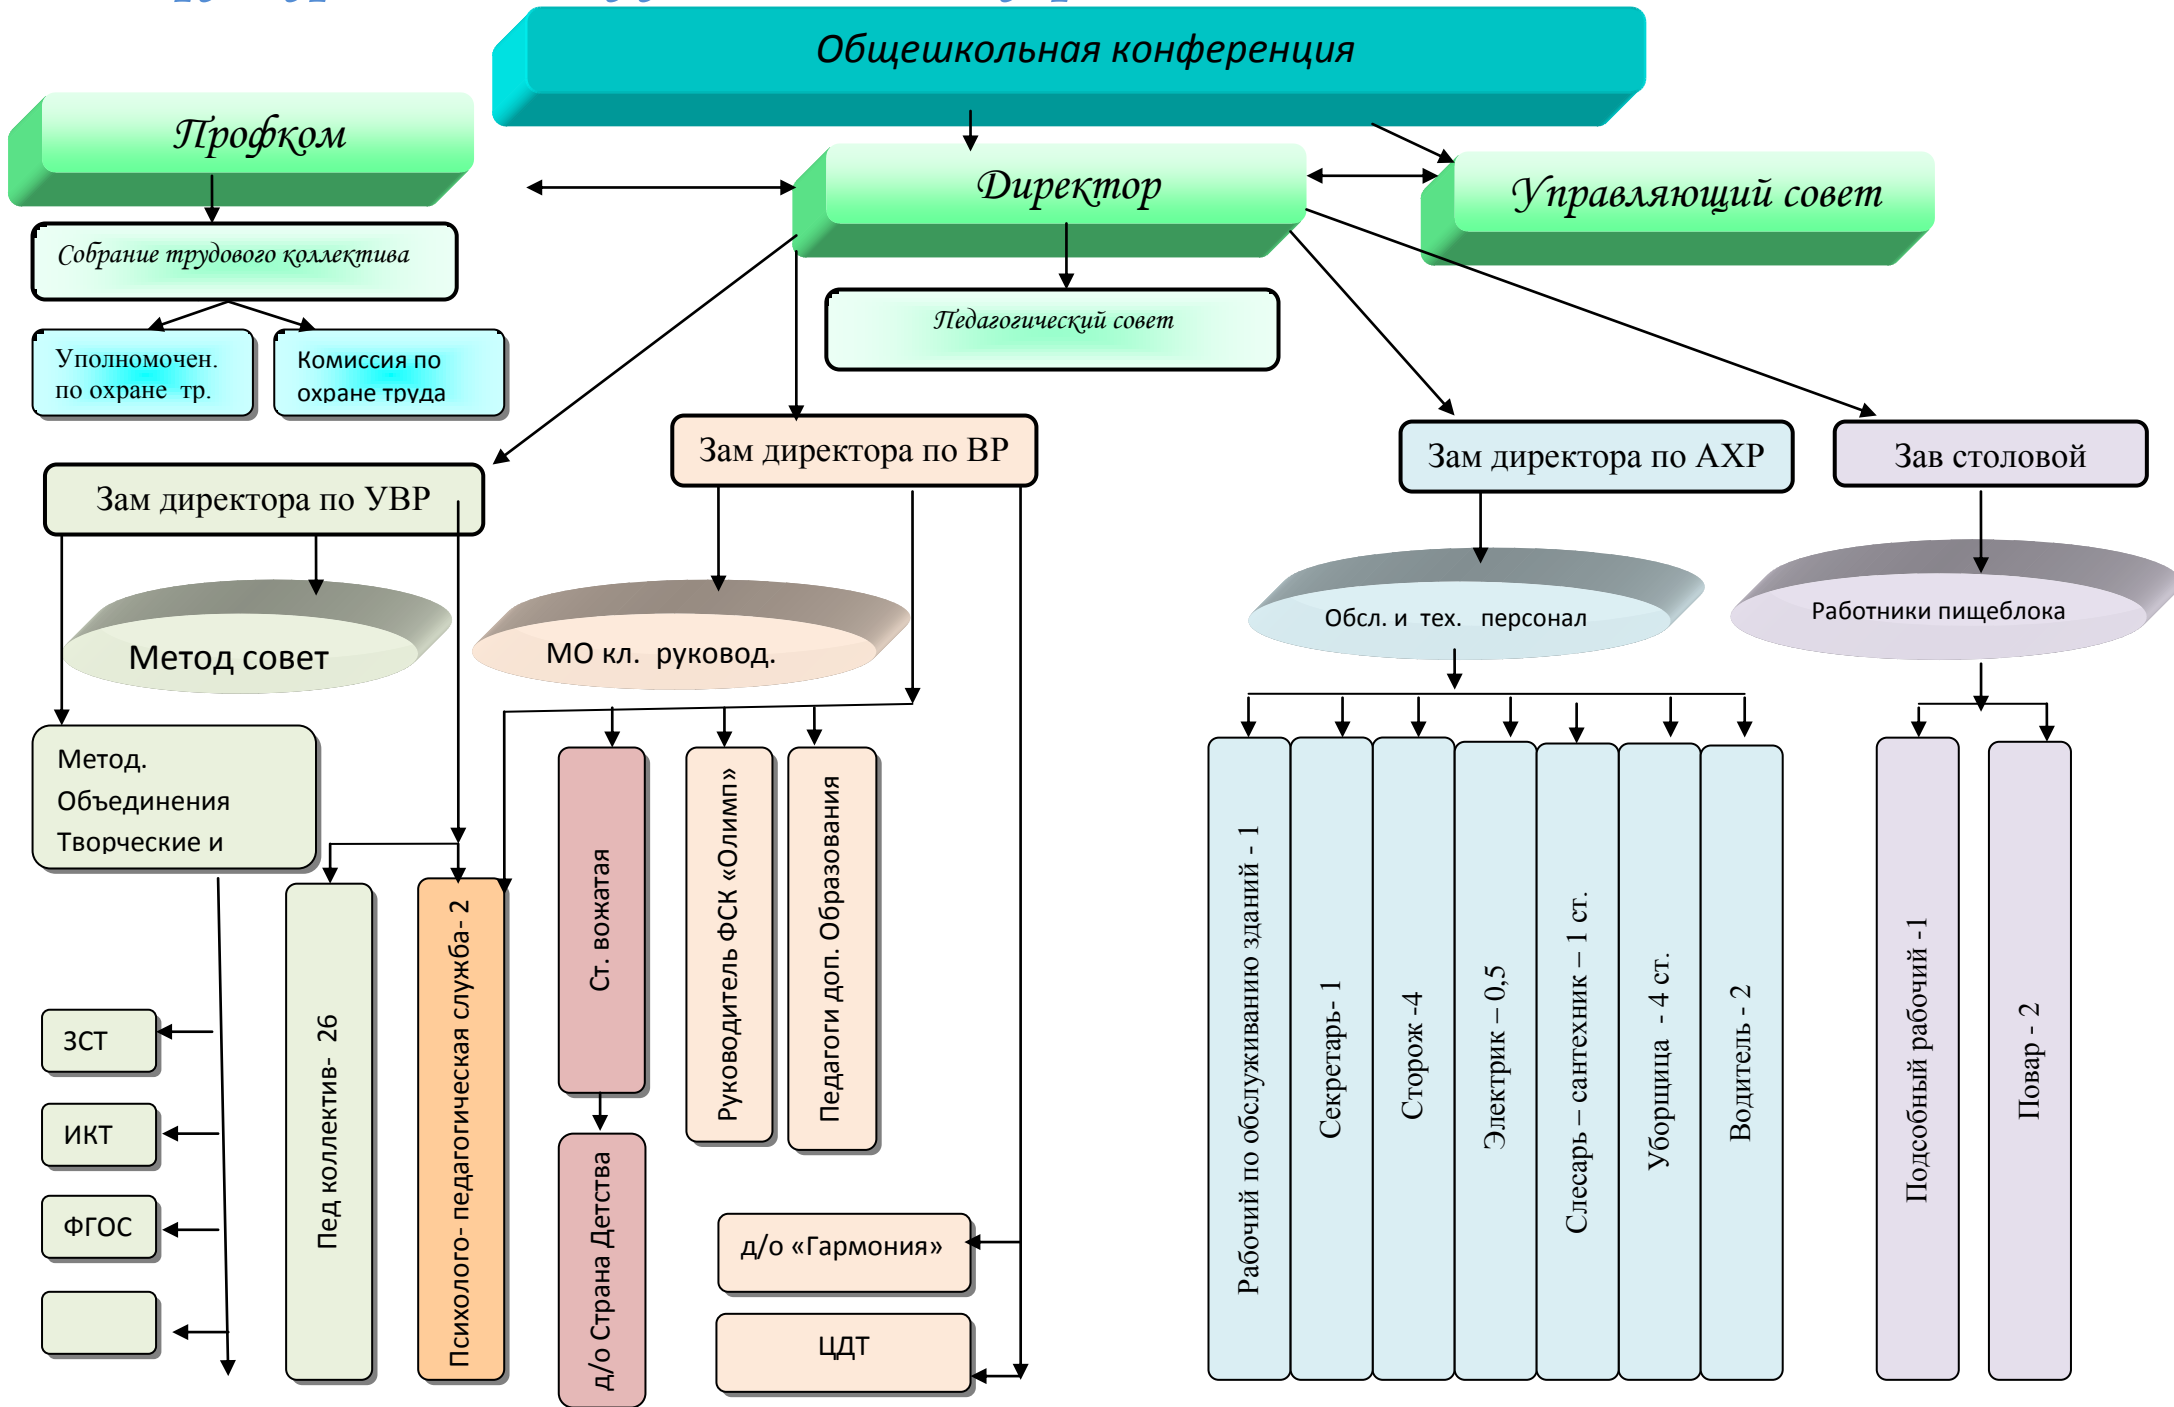 Общешкольная конференция
Профком
Директор
Управляющий совет
Собрание трудового коллектива
Педагогический совет
Уполномочен.
по охране тр.
Комиссия по
охране труда
Зам директора по ВР
Зам директора по АХР
Зав столовой
Зам директора по УВР
Метод совет
МО кл. руковод.
Обсл. и тех. персонал
Работники пищеблока
Метод.
Объединения
Творческие и
ЗСТ
ИКТ
ФГОС
Пед коллектив- 26
Психолого- педагогическая служба- 2
Ст. вожатая
д/о Страна Детства
Руководитель ФСК «Олимп»
Педагоги доп. Образования
д/о «Гармония»
ЦДТ
Рабочий по обслуживанию зданий - 1
Секретарь- 1
Сторож -4
Электрик – 0,5
Слесарь – сантехник – 1 ст.
Уборщица - 4 ст.
Водитель - 2
Подсобный рабочий -1
Повар - 2